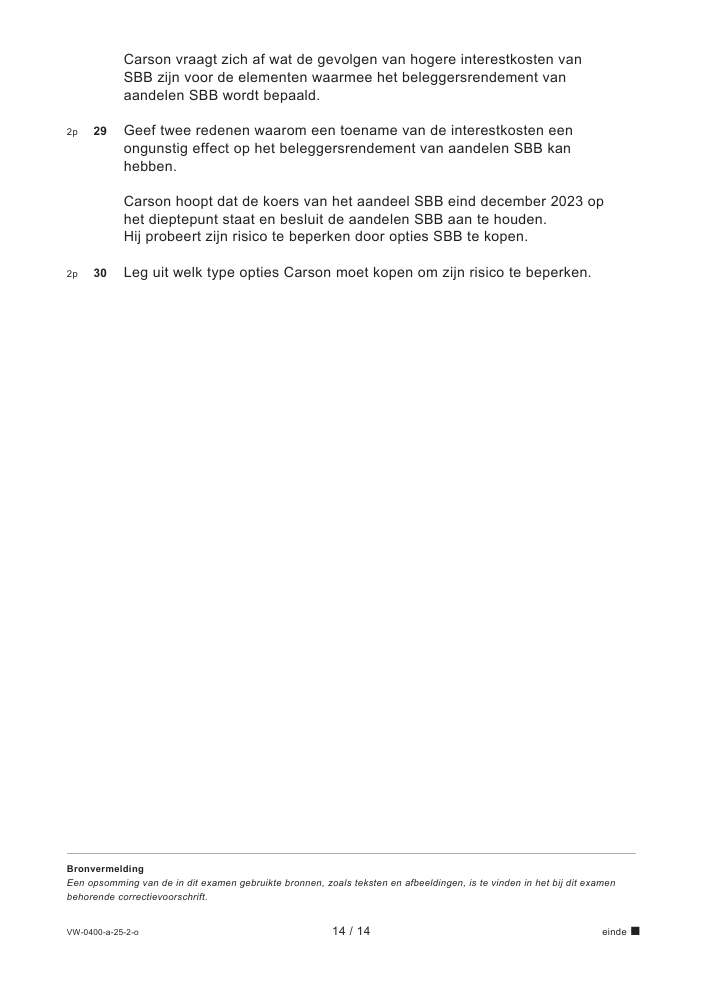 Carson vraagt zich af wat de gevolgen van hogere interestkosten van
SBB zijn voor de elementen waarmee het beleggersrendement van
aandelen SBB wordt bepaald.
2p 29 Geef twee redenen waarom een toename van de interestkosten een
ongunstig effect op het beleggersrendement van aandelen SBB kan
hebben.
Carson hoopt dat de koers van het aandeel SBB eind december 2023 op
het dieptepunt staat en besluit de aandelen SBB aan te houden.
Hij probeert zijn risico te beperken door opties SBB te kopen.
2p 30 Leg uit welk type opties Carson moet kopen om zijn risico te beperken.
Bronvermelding
Een opsomming van de in dit examen gebruikte bronnen, zoals teksten en afbeeldingen, is te vinden in het bij dit examen
behorende correctievoorschrift.
VW-0400-a-25-2-o 14 / 14 einde ■